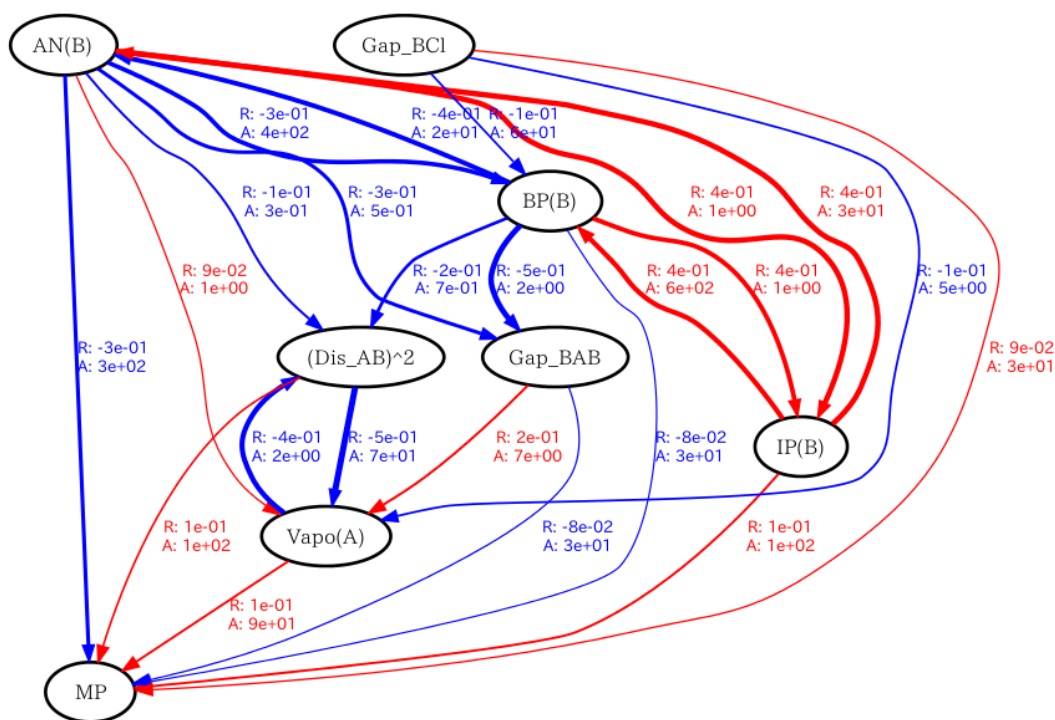 AN(B)
Gap_BCl
R: -3e-01
A: 4e+02
R: -4e-01
A: 2e+01
R: -1e-01
A: 6e+01
R: -1e-01
A: 3e-01
R: -3e-01
A: 5e-01
BP(B)
R: 4e-01
A: 1e+00
R: 4e-01
A: 3e+01
R: 9e-02
A: 1e+00
R: -2e-01
A: 7e-01
R: -5e-01
A: 2e+00
R: 4e-01
A: 6e+02
R: 4e-01
A: 1e+00
R: -1e-01
A: 5e+00
R: -3e-01
A: 3e+02
(Dis_AB)^2
Gap_BAB
R: 9e-02
A: 3e+01
R: -4e-01
A: 2e+00
R: -5e-01
A: 7e+01
R: 2e-01
A: 7e+00
R: -8e-02
A: 3e+01
IP(B)
R: 1e-01
A: 1e+02
Vapo(A)
R: -8e-02
A: 3e+01
R: 1e-01
A: 1e+02
R: 1e-01
A: 9e+01
MP